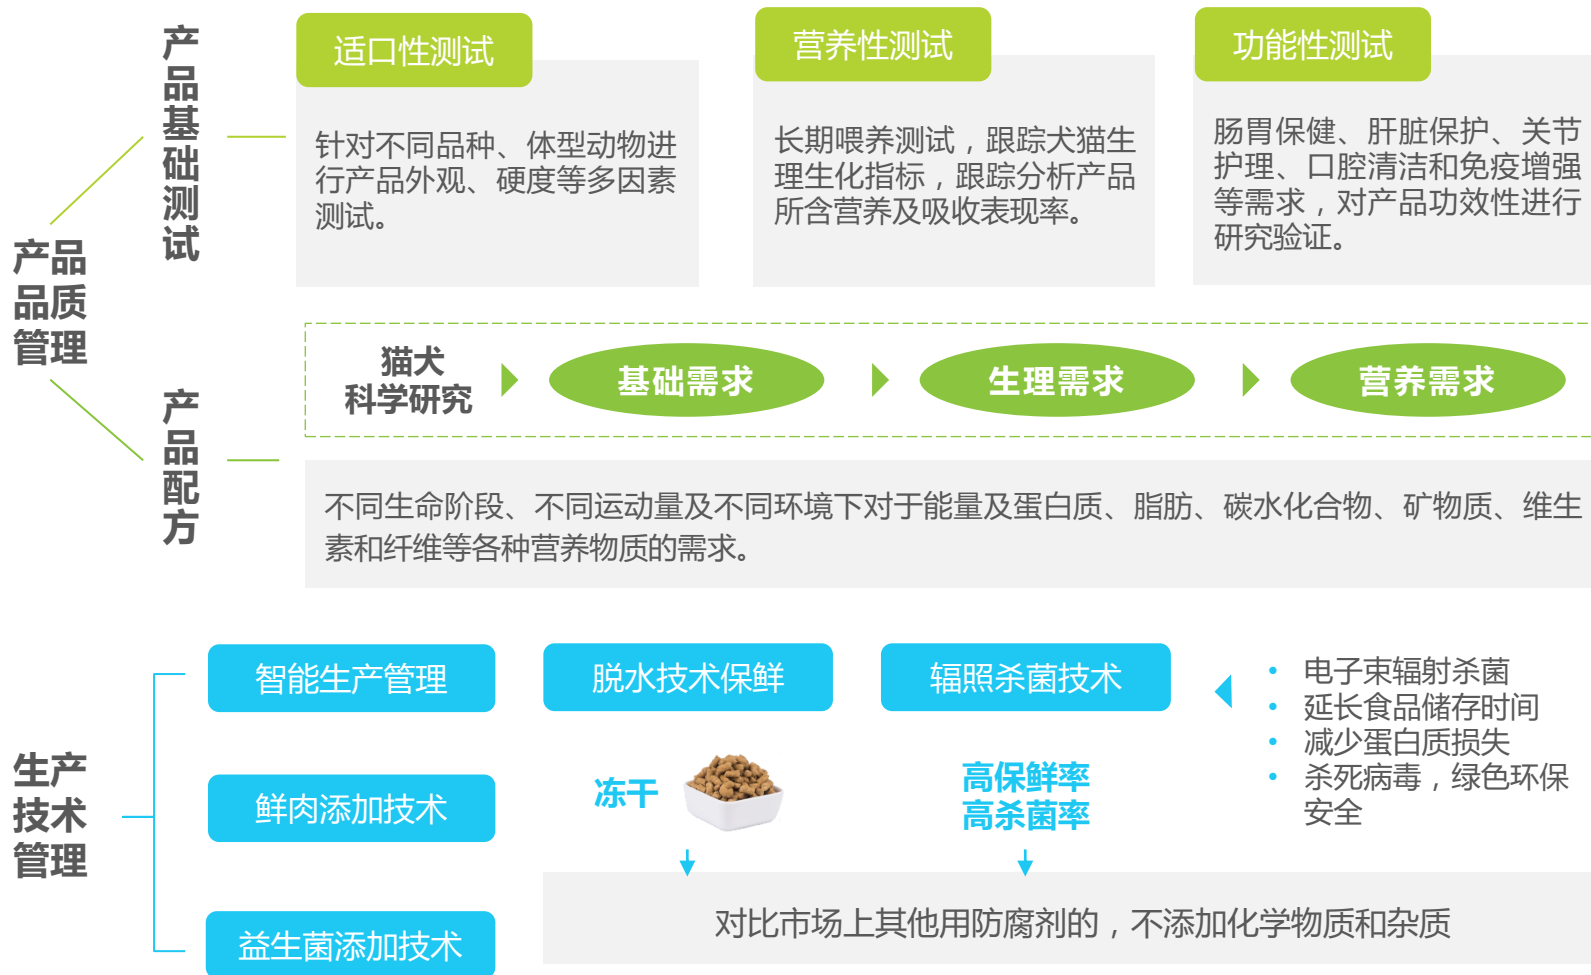 产品
品质
管理
产品基础测试
适口性测试
针对不同品种、体型动物进
行产品外观、硬度等多因素
测试。
营养性测试
长期喂养测试，跟踪犬猫生
理生化指标，跟踪分析产品
所含营养及吸收表现率。
功能性测试
肠胃保健、肝脏保护、关节
护理、口腔清洁和免疫增强
等需求，对产品功效性进行
研究验证。
产品配方
猫犬
科学研究
基础需求
生理需求
营养需求
不同生命阶段、不同运动量及不同环境下对于能量及蛋白质、脂肪、碳水化合物、矿物质、维生
素和纤维等各种营养物质的需求。
生产
技术
管理
智能生产管理
鲜肉添加技术
益生菌添加技术
脱水技术保鲜
冻干
辐照杀菌技术
高保鲜率
高杀菌率
• 电子束辐射杀菌
• 延长食品储存时间
• 减少蛋白质损失
• 杀死病毒，绿色环保
安全
对比市场上其他用防腐剂的，不添加化学物质和杂质